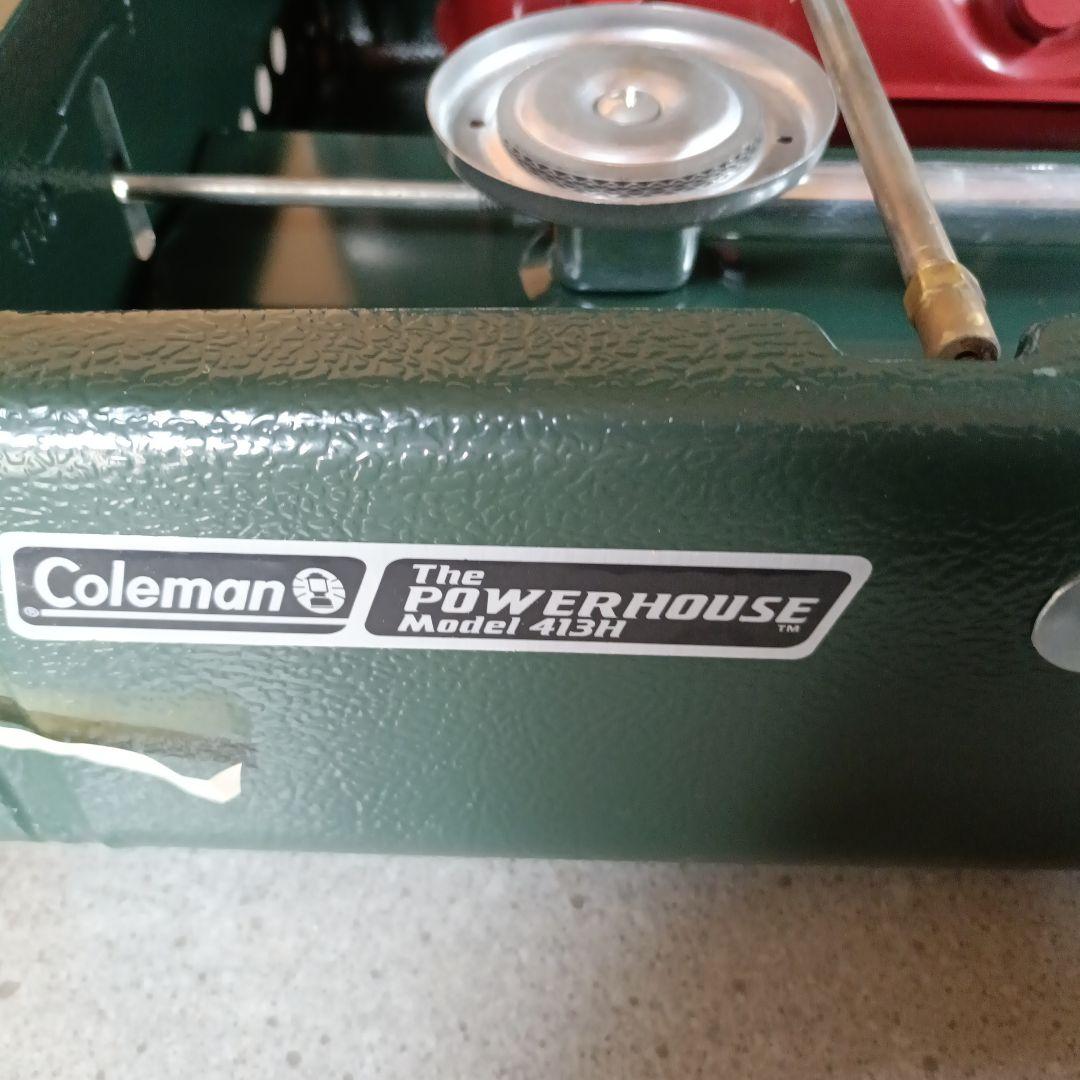 Coleman
®
The
POWERHOUSE
Model 413H
™